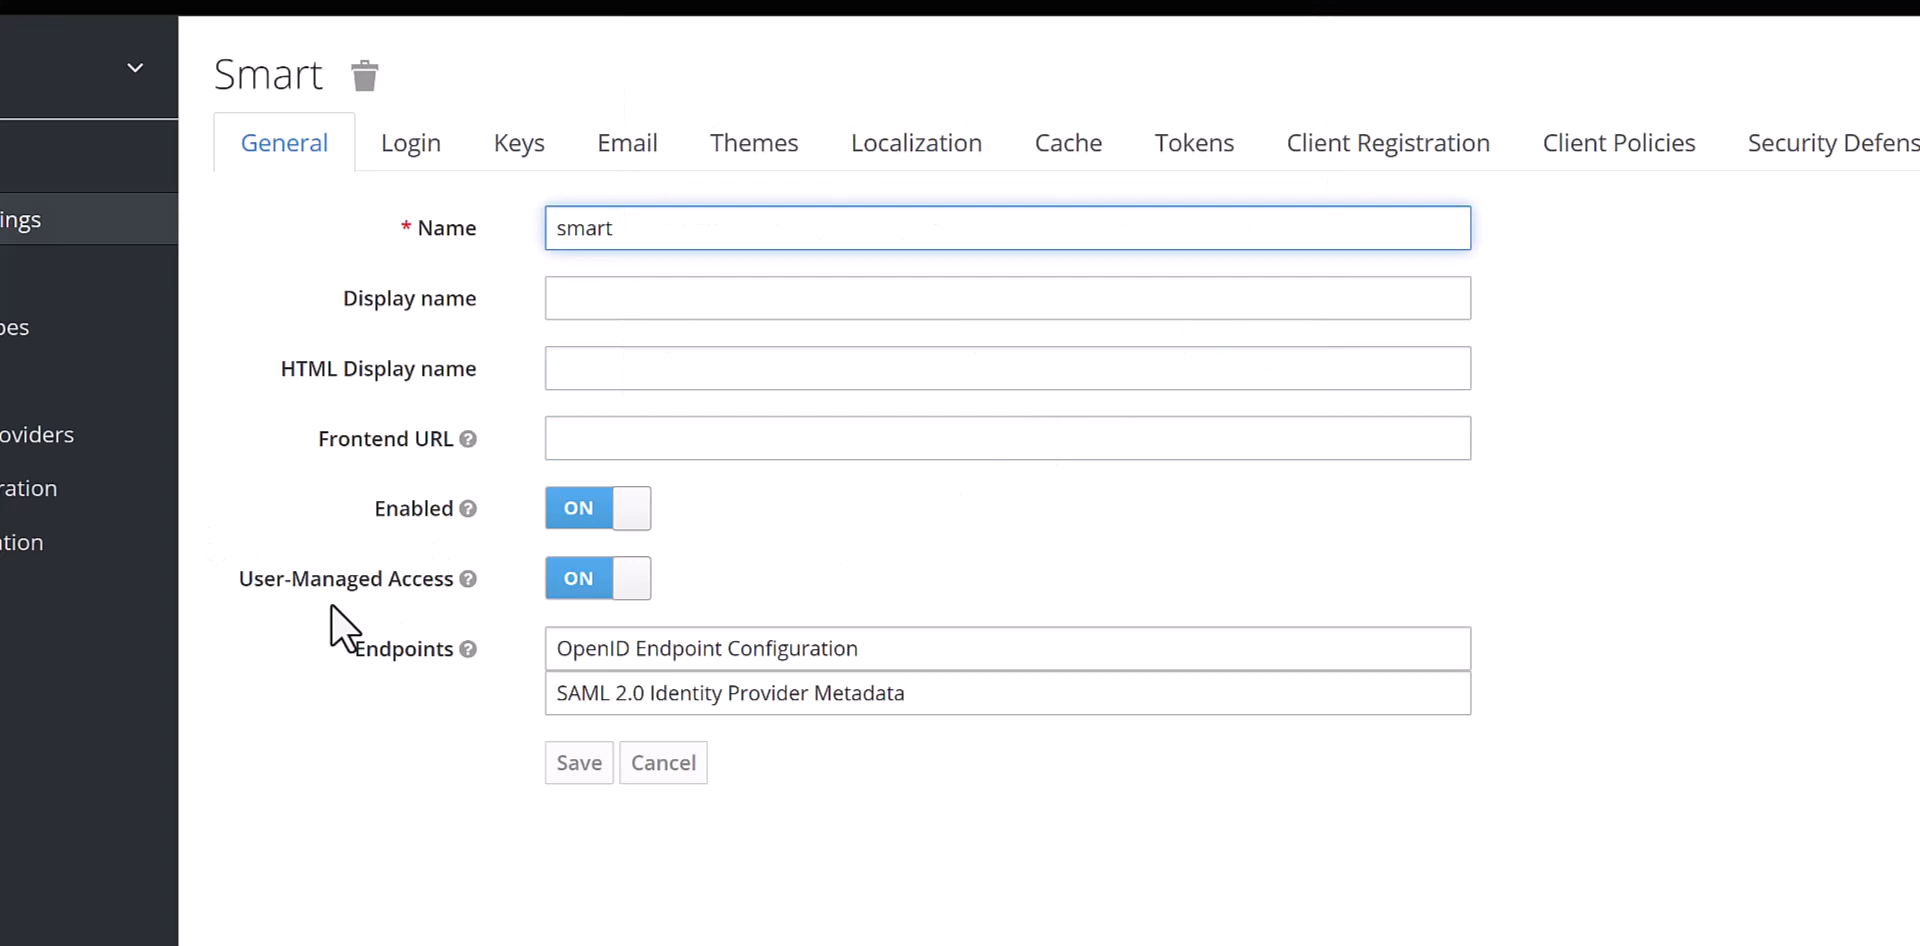 Smart
General Login Keys Email Themes Localization Cache Tokens Client Registration Client Policies Security Defens
ings
* Name smart
Display name
pes
HTML Display name
oviders
Frontend URL
ration
Enabled ON
ation
User-Managed Access ON
Endpoints OpenID Endpoint Configuration
SAML 2.0 Identity Provider Metadata
Save Cancel